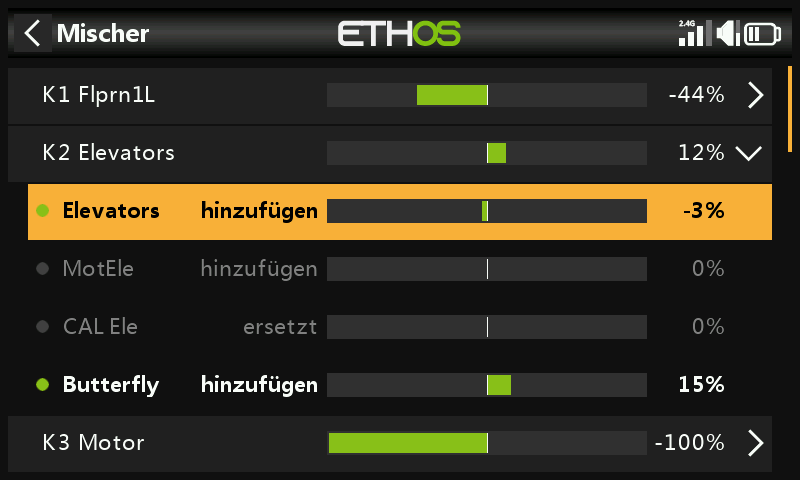 Mischer ETHOS 2.4G
K1 Flprn1L -44%
K2 Elevators 12%
Elevators hinzufügen -3%
MotEle hinzufügen 0%
CAL Ele ersetzt 0%
Butterfly hinzufügen 15%
K3 Motor -100%